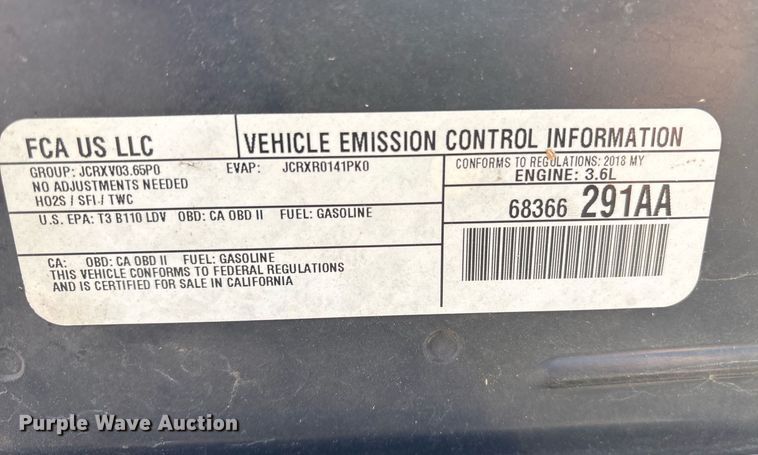 FCA US LLC
VEHICLE EMISSION CONTROL INFORMATION
GROUP: JCRXV03.65P0 EVAP: JCRXR0141PK0
NO ADJUSTMENTS NEEDED
HO2S / SFI / TWC
CONFORMS TO REGULATIONS: 2018 MY
ENGINE: 3.6L
U.S. EPA: T3 B110 LDV OBD: CA OBD II FUEL: GASOLINE
68366 291AA
CA: OBD: CA OBD II FUEL: GASOLINE
THIS VEHICLE CONFORMS TO FEDERAL REGULATIONS
AND IS CERTIFIED FOR SALE IN CALIFORNIA
Purple Wave Auction